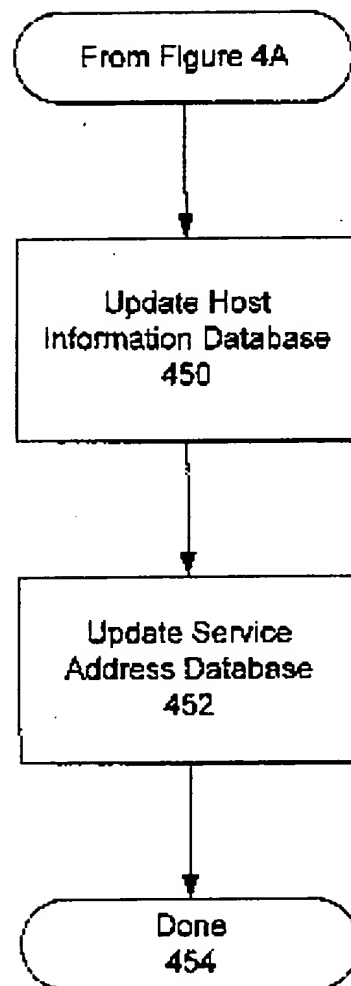 From Figure 4A
Update Host
Information Database
450
Update Service
Address Database
452
Done
454